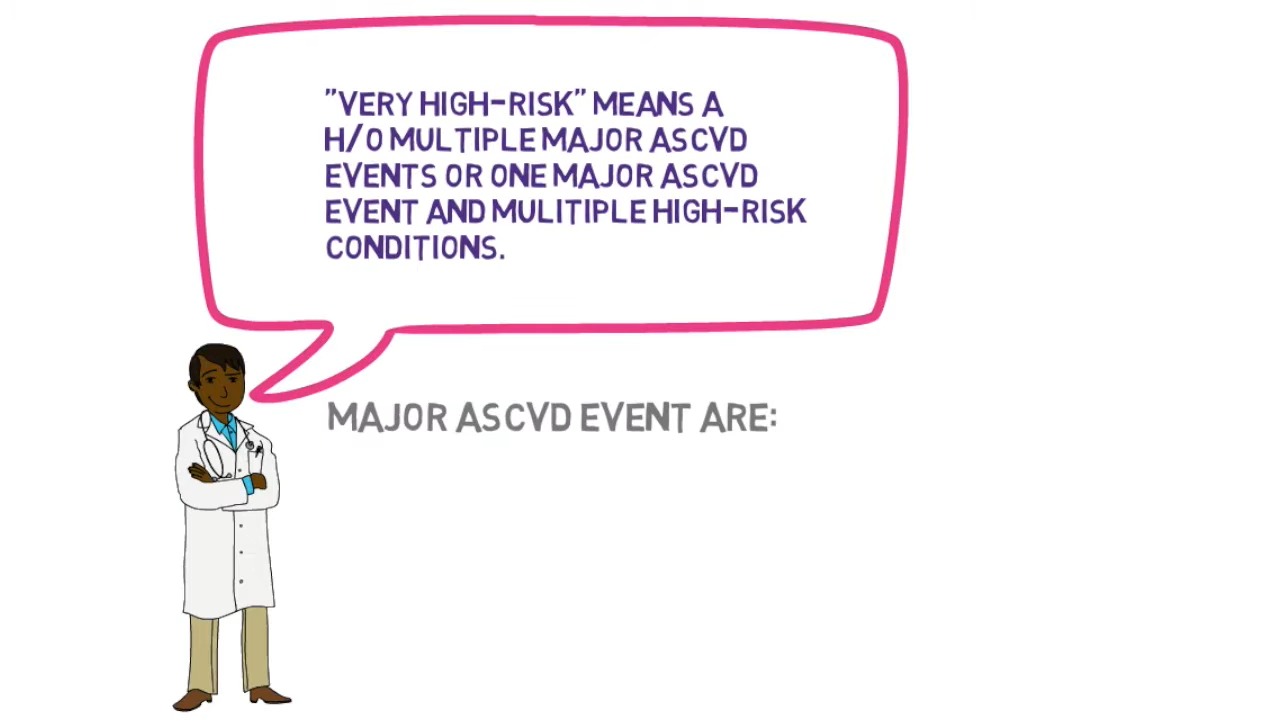 "VERY HIGH-RISK" MEANS A
H/O MULTIPLE MAJOR ASCVD
EVENTS OR ONE MAJOR ASCVD
EVENT AND MULITIPLE HIGH-RISK
CONDITIONS.
MAJOR ASCVD EVENT ARE: